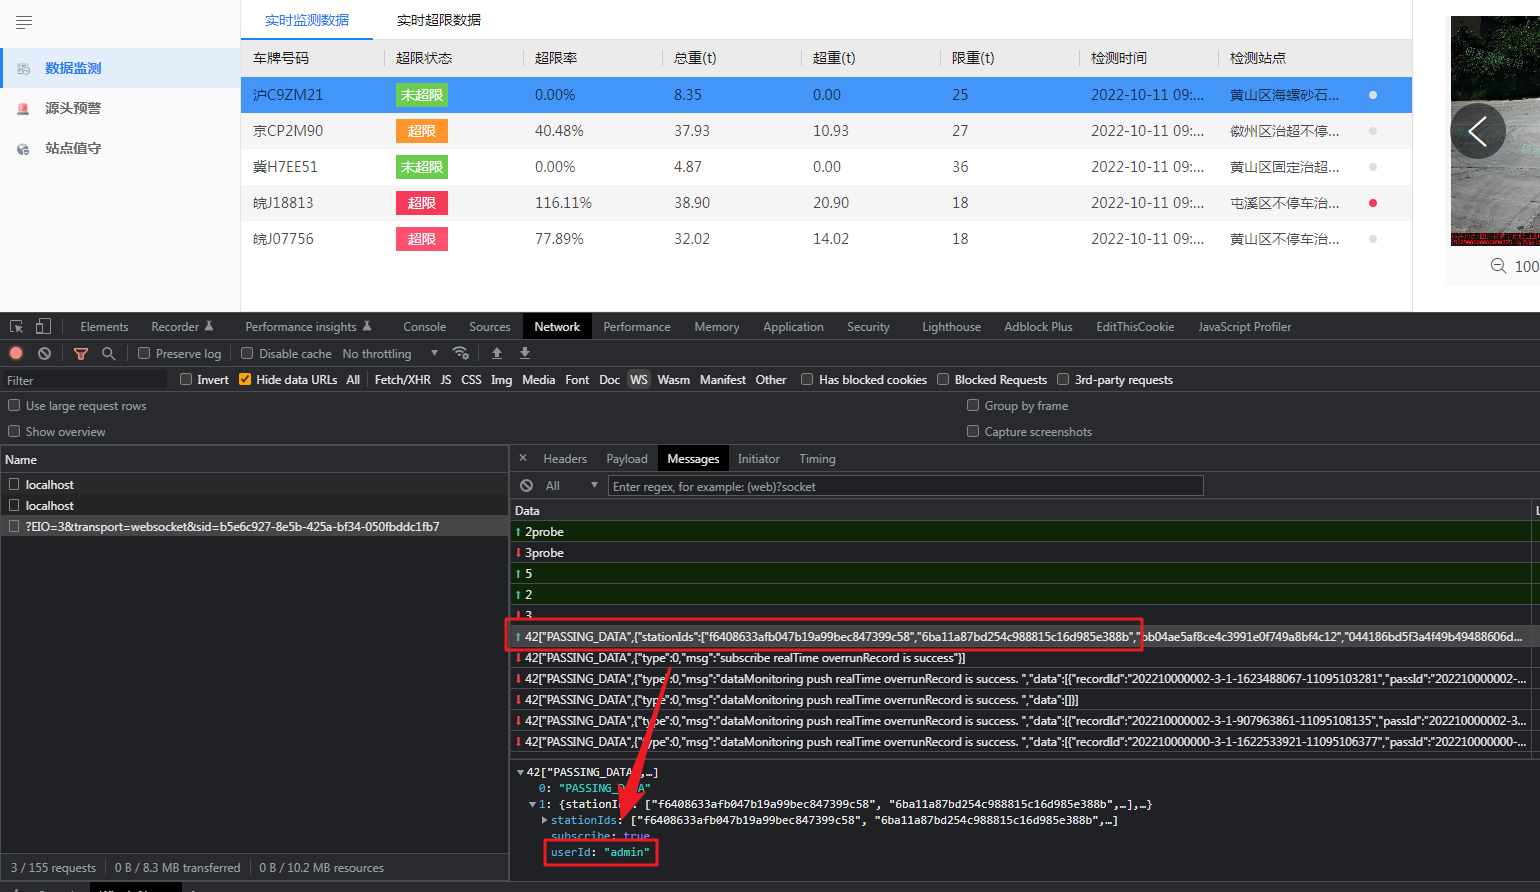 实时监测数据 实时超限数据
数据监测
源头预警
站点值守
车牌号码 超限状态 超限率 总重(t) 超重(t) 限重(t) 检测时间 检测站点
沪C9ZM21 未超限 0.00% 8.35 0.00 25 2022-10-11 09:... 黄山区海螺砂石...
京CP2M90 超限 40.48% 37.93 10.93 27 2022-10-11 09:... 徽州区治超不停...
冀H7EE51 未超限 0.00% 4.87 0.00 36 2022-10-11 09:... 黄山区固定治超...
皖J18813 超限 116.11% 38.90 20.90 18 2022-10-11 09:... 屯溪区不停车治...
皖J07756 超限 77.89% 32.02 14.02 18 2022-10-11 09:... 黄山区不停车治...
100
Elements Recorder Performance insights Console Sources Network Performance Memory Application Security Lighthouse Adblock Plus EditThisCookie JavaScript Profiler
Preserve log Disable cache No throttling
Filter Invert Hide data URLs All Fetch/XHR JS CSS Img Media Font Doc WS Wasm Manifest Other Has blocked cookies Blocked Requests 3rd-party requests
Use large request rows Group by frame
Show overview Capture screenshots
Name
localhost
localhost
?EIO=3&transport=websocket&sid=b5e6c927-8e5b-425a-bf34-050fbddc1fb7
× Headers Payload Messages Initiator Timing
All Enter regex, for example: (web)?socket
Data
2probe
3probe
5
2
3
42["PASSING_DATA",{"stationIds":["f6408633afb047b19a99bec847399c58","6ba11a87bd254c988815c16d985e388b","bb04ae5af8ce4c3991e0f749a8bf4c12","044186bd5f3a4f49b49488606d...
42["PASSING_DATA",{"type":0,"msg":"subscribe realTime overrunRecord is success"}]
42["PASSING_DATA",{"type":0,"msg":"dataMonitoring push realTime overrunRecord is success. ","data":[{"recordId":"202210000002-3-1-1623488067-11095103281","passId":"202210000002-...
42["PASSING_DATA",{"type":0,"msg":"dataMonitoring push realTime overrunRecord is success. ","data":[]}]
42["PASSING_DATA",{"type":0,"msg":"dataMonitoring push realTime overrunRecord is success. ","data":[{"recordId":"202210000002-3-1-907963861-11095108135","passId":"202210000002-3...
42["PASSING_DATA",{"type":0,"msg":"dataMonitoring push realTime overrunRecord is success. ","data":[{"recordId":"202210000000-3-1-1622533921-11095106377","passId":"202210000000-...
42["PASSING_DATA",…]
0: "PASSING_DATA"
1: {stationIds: ["f6408633afb047b19a99bec847399c58", "6ba11a87bd254c988815c16d985e388b",…],…}
stationIds: ["f6408633afb047b19a99bec847399c58", "6ba11a87bd254c988815c16d985e388b",…]
subscribe: true
userId: "admin"
3 / 155 requests 0 B / 8.3 MB transferred 0 B / 10.2 MB resources